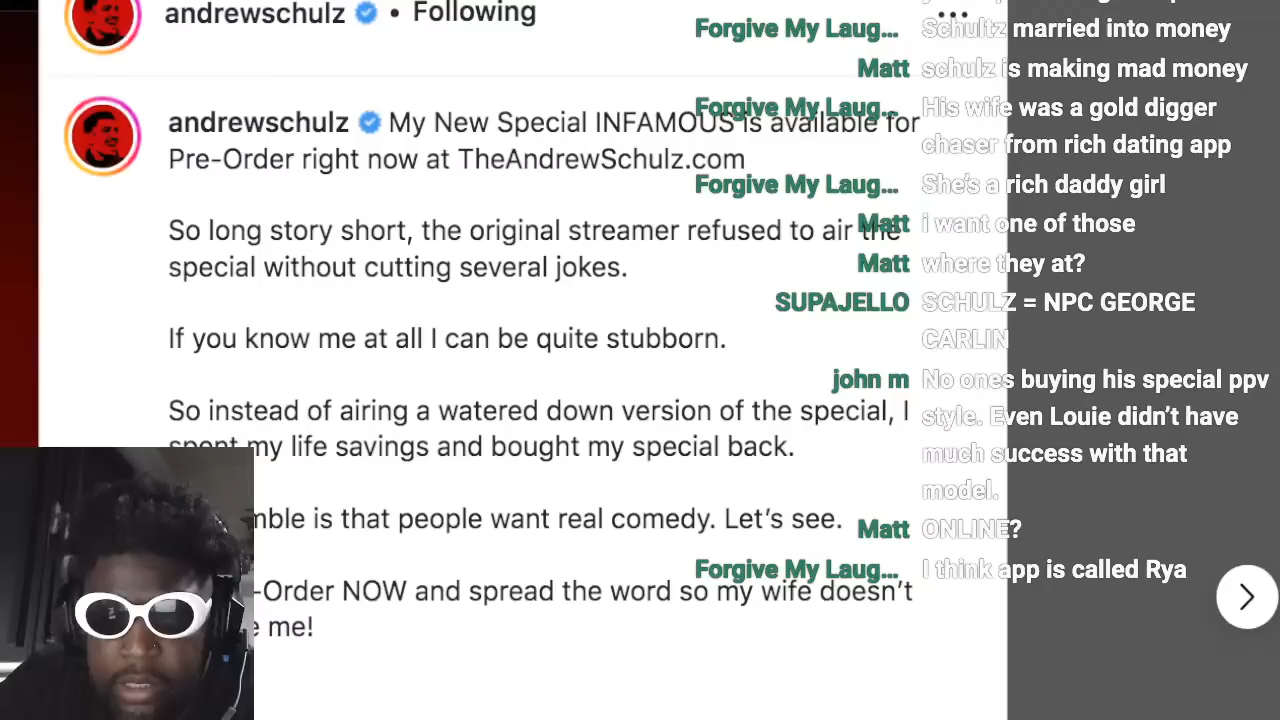 andrewschulz • Following
andrewschulz My New Special INFAMOUS is available for
Pre-Order right now at TheAndrewSchulz.com
So long story short, the original streamer refused to air the
special without cutting several jokes.
If you know me at all I can be quite stubborn.
So instead of airing a watered down version of the special, I
spent my life savings and bought my special back.
mble is that people want real comedy. Let's see.
-Order NOW and spread the word so my wife doesn't
e me!
Forgive My Laug... Schultz married into money
Matt schulz is making mad money
Forgive My Laug... His wife was a gold digger
chaser from rich dating app
Forgive My Laug... She's a rich daddy girl
Matt i want one of those
Matt where they at?
SUPAJELLO SCHULZ = NPC GEORGE
CARLIN
john m No ones buying his special ppv
style. Even Louie didn't have
much success with that
model.
Matt ONLINE?
Forgive My Laug... I think app is called Rya